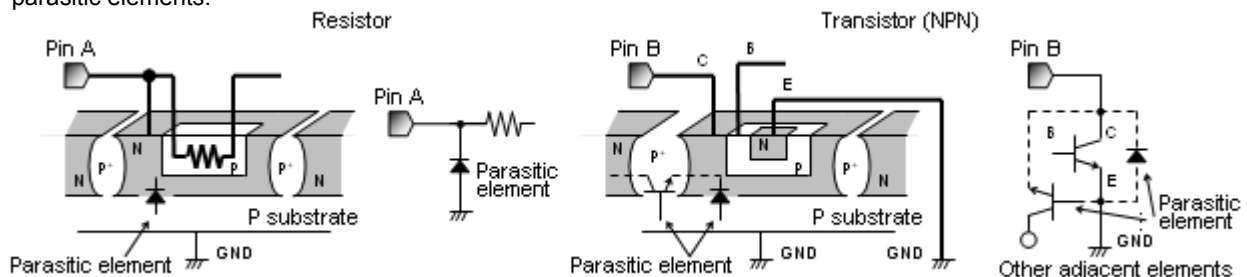 parasitic elements.
Resistor
Transistor (NPN)
Pin A
Pin B
B
Pin B
C
E
Pin A
N
P+
N
P
P+
N
Parasitic
element
P substrate
GND
Parasitic element
N
P+
N
N
P
P+
N
P substrate
GND
GND
Parasitic element
B
C
E
Parasitic
element
GND
Other adjacent elements